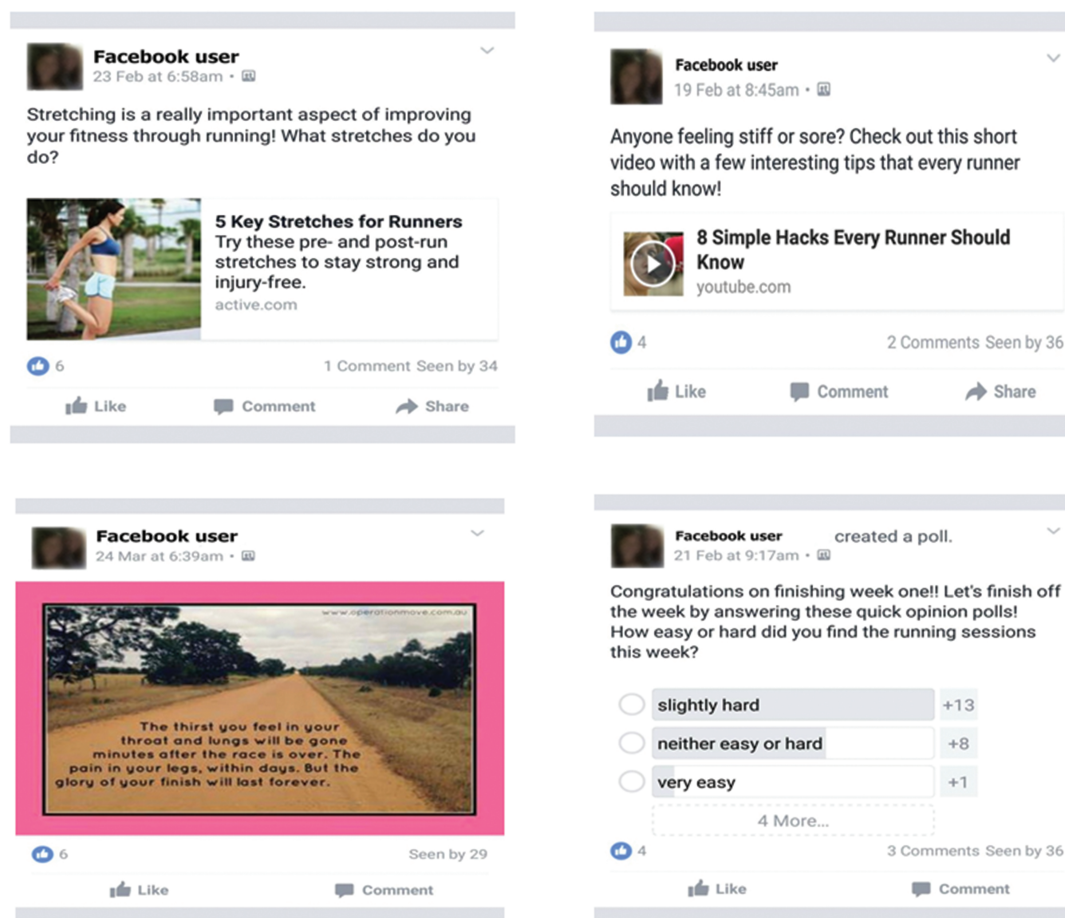 Facebook user
23 Feb at 6:58am •
Stretching is a really important aspect of improving
your fitness through running! What stretches do you
do?
5 Key Stretches for Runners
Try these pre- and post-run
stretches to stay strong and
injury-free.
active.com
6
1 Comment Seen by 34
Like Comment Share
Facebook user
19 Feb at 8:45am •
Anyone feeling stiff or sore? Check out this short
video with a few interesting tips that every runner
should know!
8 Simple Hacks Every Runner Should
Know
youtube.com
4
2 Comments Seen by 36
Like Comment Share
Facebook user
24 Mar at 6:39am •
www.operationmove.com.au
The thirst you feel in your
throat and lungs will be gone
minutes after the race is over. The
pain in your legs, within days. But the
glory of your finish will last forever.
6
Seen by 29
Like Comment
Facebook user created a poll.
21 Feb at 9:17am •
Congratulations on finishing week one!! Let's finish off
the week by answering these quick opinion polls!
How easy or hard did you find the running sessions
this week?
slightly hard +13
neither easy or hard +8
very easy +1
4 More...
4
3 Comments Seen by 36
Like Comment